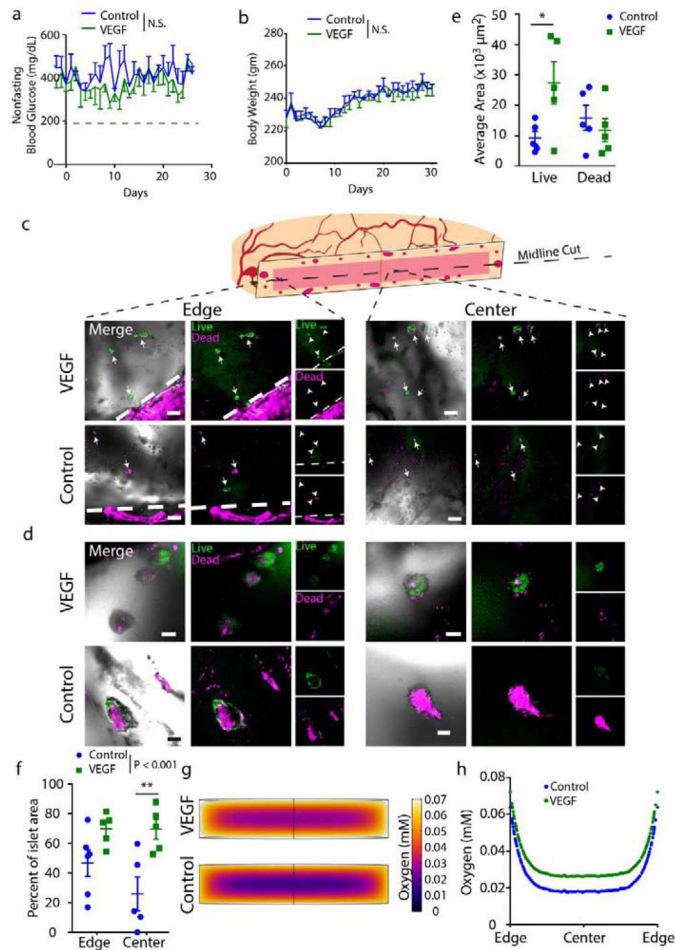 a
Control
VEGF
N.S.
Nonfasting
Blood Glucose (mg/dL)
600
400
200
0
0
10
20
30
Days
b
Control
VEGF
N.S.
Body Weight (gm)
280
260
240
220
200
0
10
20
30
Days
e
Control
VEGF
*
Average Area (x10³ μm²)
50
40
30
20
10
0
Live
Dead
c
Midline Cut
Edge
Center
VEGF
Merge
Live
Dead
Live
Dead
Control
d
VEGF
Merge
Live
Dead
Live
Dead
Control
f
Control
VEGF
P < 0.001
**
Percent of islet area
100
80
60
40
20
0
Edge
Center
g
VEGF
Control
0.07
0.06
0.05
0.04
0.03
0.02
0.01
0
Oxygen (mM)
h
Control
VEGF
Oxygen (mM)
0.08
0.06
0.04
0.02
0
Edge
Center
Edge